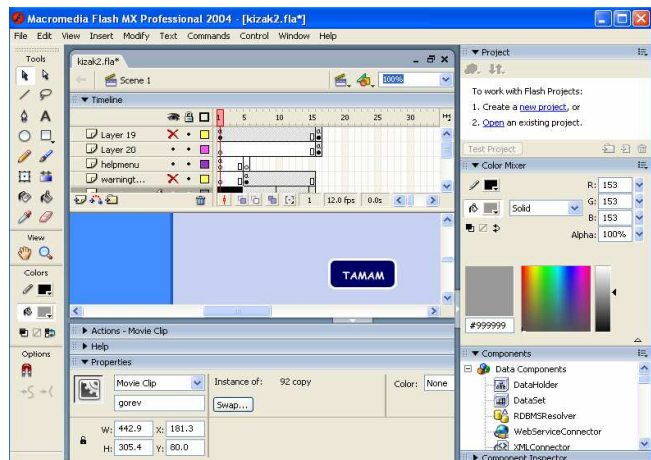 Macromedia Flash MX Professional 2004 - [kizak2.fla*]
File Edit View Insert Modify Text Commands Control Window Help
Tools
View
Colors
Options
kizak2.fla*
Scene 1
100%
Timeline
1 5 10 15 20 25 30
Layer 19
Layer 20
helpmenu
warningt...
1 12.0 fps 0.0s
TAMAM
Actions - Movie Clip
Help
Properties
Movie Clip
Instance of: 92 copy
Color: None
gorev
Swap...
W: 442.9 X: 181.3
H: 305.4 Y: 80.0
Project
To work with Flash Projects:
1. Create a new project, or
2. Open an existing project.
Test Project
Color Mixer
R: 153
Solid
G: 153
B: 153
Alpha: 100%
#999999
Components
Data Components
DataHolder
DataSet
RDBMSResolver
WebServiceConnector
XMLConnector
Component Inspector